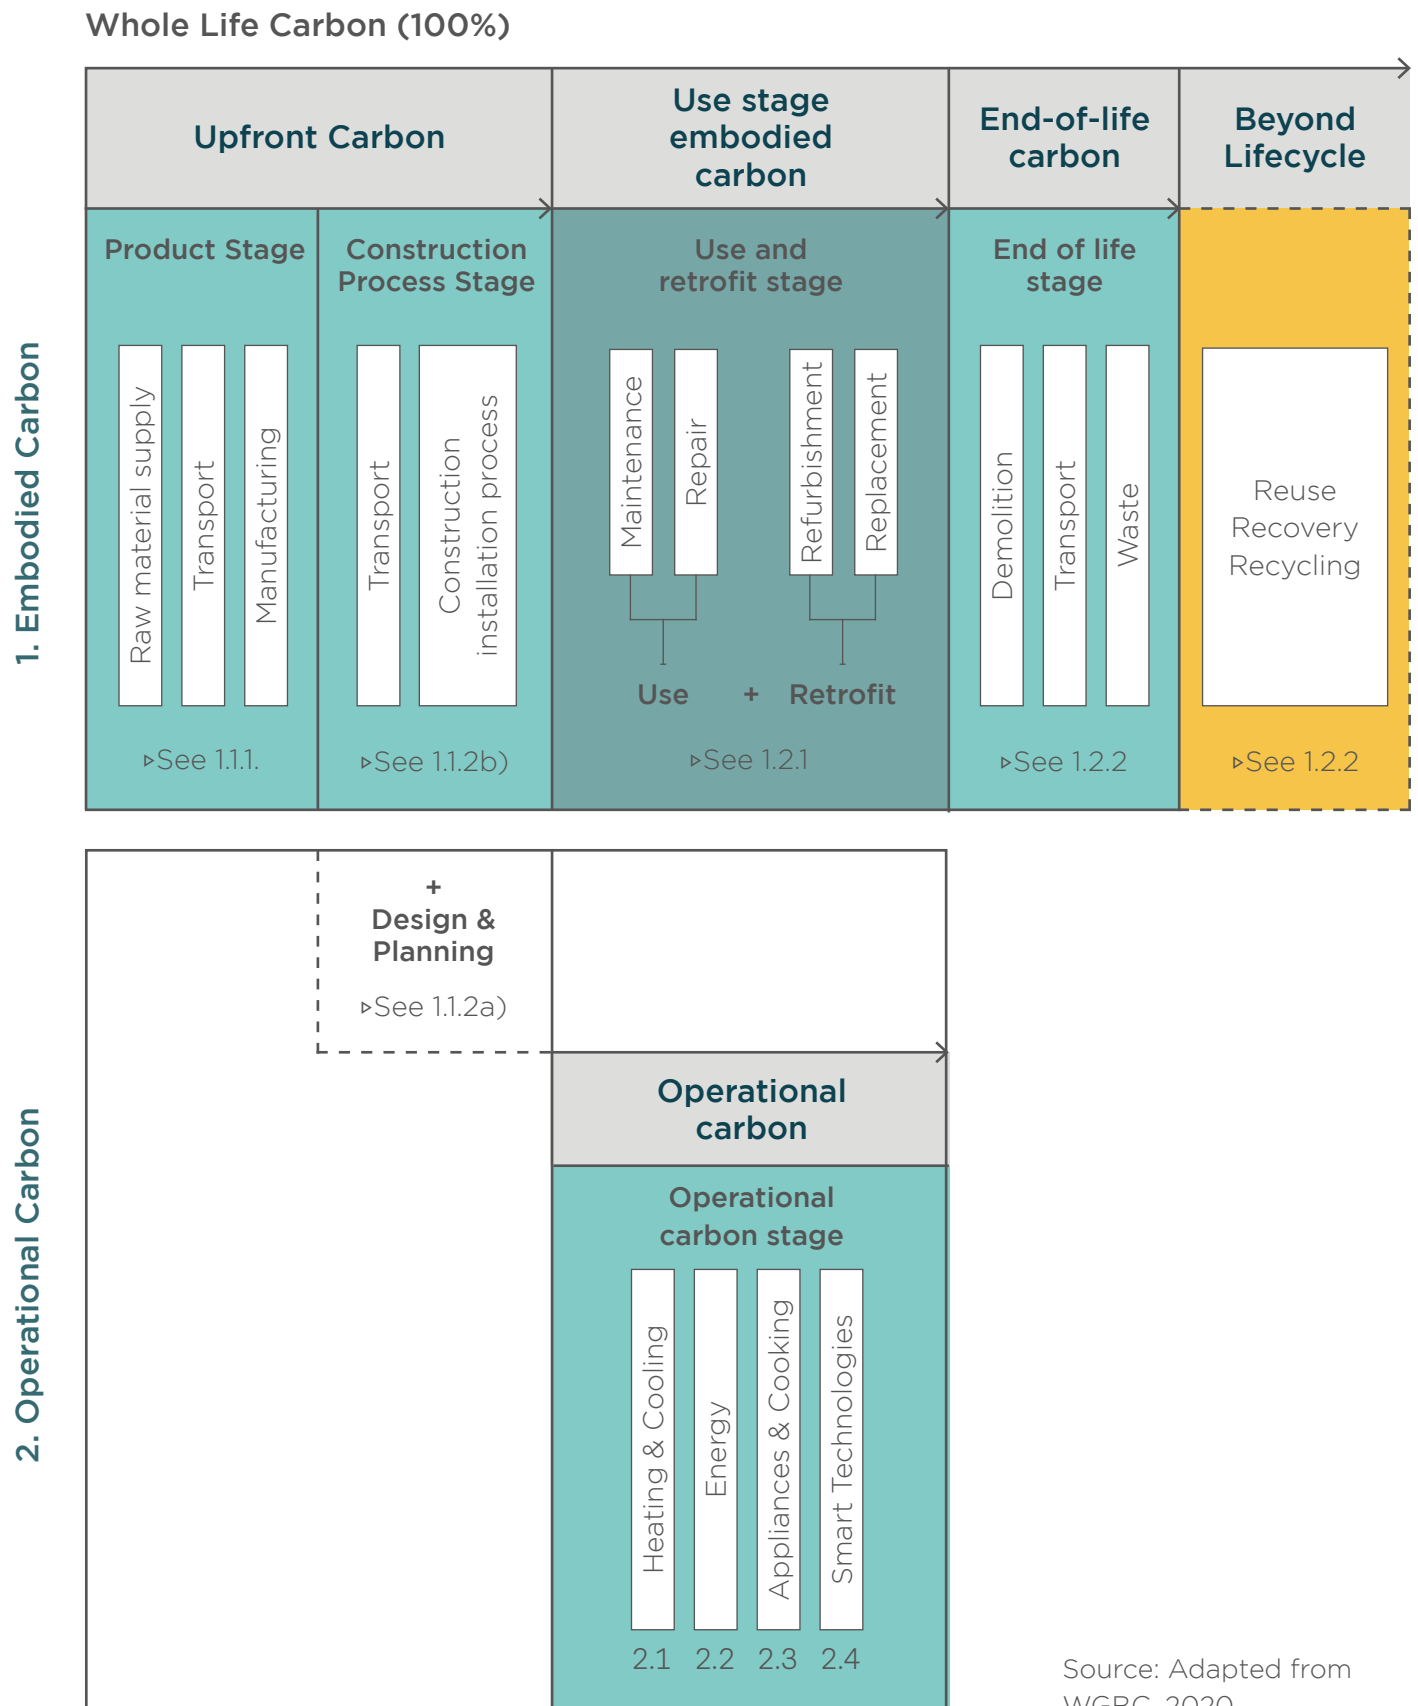 Whole Life Carbon (100%)
Upfront Carbon
Use stage
embodied
carbon
End-of-life
carbon
Beyond
Lifecycle
1. Embodied Carbon
Product Stage
Raw material supply
Transport
Manufacturing
▹See 1.1.1.
Construction
Process Stage
Transport
Construction
installation process
▹See 1.1.2b)
Use and
retrofit stage
Maintenance
Repair
Refurbishment
Replacement
Use + Retrofit
▹See 1.2.1
End of life
stage
Demolition
Transport
Waste
▹See 1.2.2
Reuse
Recovery
Recycling
▹See 1.2.2
2. Operational Carbon
+
Design &
Planning
▹See 1.1.2a)
Operational
carbon
Operational
carbon stage
Heating & Cooling
Energy
Appliances & Cooking
Smart Technologies
2.1 2.2 2.3 2.4
Source: Adapted from
WGBC, 2020